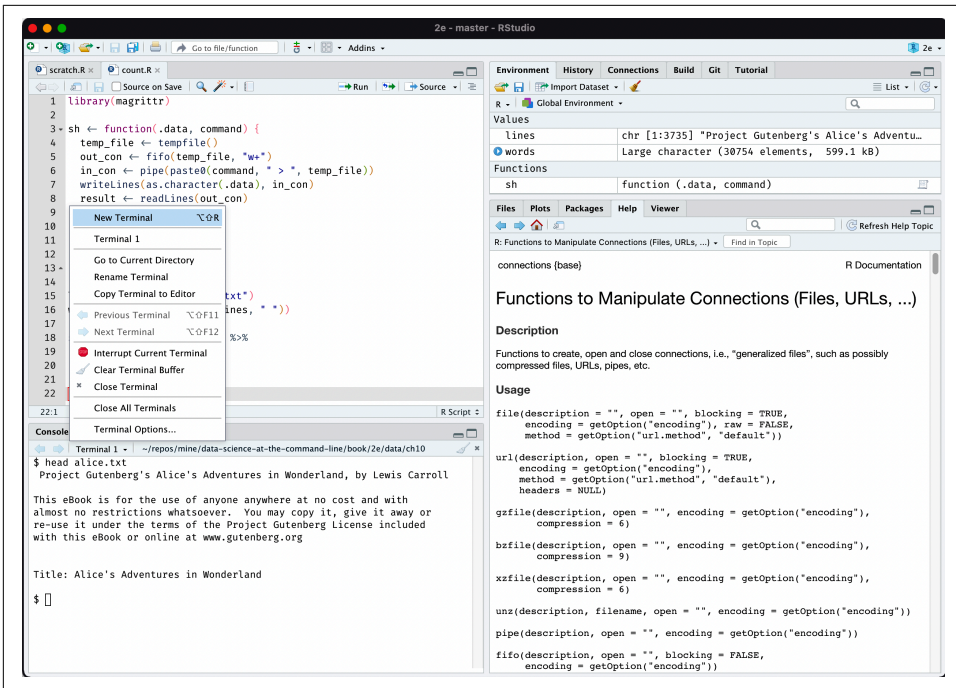 2e - master - RStudio
Go to file/function
Addins
2e
scratch.R ×
count.R ×
Source on Save
Run
Source
1 library(magrittr)
2
3 sh ← function(.data, command) {
4 temp_file ← tempfile()
5 out_con ← fifo(temp_file, "w+")
6 in_con ← pipe(paste0(command, " > ", temp_file))
7 writeLines(as.character(.data), in_con)
8 result ← readLines(out_con)
9
10
11
12
13
14
15 txt")
16 ines, " "))
17
18 %>%
19
20
21
22
New Terminal ⌥⇧R
Terminal 1
Go to Current Directory
Rename Terminal
Copy Terminal to Editor
Previous Terminal ⌥⇧F11
Next Terminal ⌥⇧F12
Interrupt Current Terminal
Clear Terminal Buffer
Close Terminal
Close All Terminals
Terminal Options...
22:1
R Script
Console
Terminal 1
~/repos/mine/data-science-at-the-command-line/book/2e/data/ch10
$ head alice.txt
Project Gutenberg's Alice's Adventures in Wonderland, by Lewis Carroll
This eBook is for the use of anyone anywhere at no cost and with
almost no restrictions whatsoever. You may copy it, give it away or
re-use it under the terms of the Project Gutenberg License included
with this eBook or online at www.gutenberg.org
Title: Alice's Adventures in Wonderland
$
Environment History Connections Build Git Tutorial
Import Dataset
List
R
Global Environment
Values
lines chr [1:3735] "Project Gutenberg's Alice's Adventu…
words Large character (30754 elements, 599.1 kB)
Functions
sh function (.data, command)
Files Plots Packages Help Viewer
Refresh Help Topic
R: Functions to Manipulate Connections (Files, URLs, ...)
Find in Topic
connections {base} R Documentation
Functions to Manipulate Connections (Files, URLs, ...)
Description
Functions to create, open and close connections, i.e., “generalized files”, such as possibly
compressed files, URLs, pipes, etc.
Usage
file(description = "", open = "", blocking = TRUE,
encoding = getOption("encoding"), raw = FALSE,
method = getOption("url.method", "default"))
url(description, open = "", blocking = TRUE,
encoding = getOption("encoding"),
method = getOption("url.method", "default"),
headers = NULL)
gzfile(description, open = "", encoding = getOption("encoding"),
compression = 6)
bzfile(description, open = "", encoding = getOption("encoding"),
compression = 9)
xzfile(description, open = "", encoding = getOption("encoding"),
compression = 6)
unz(description, filename, open = "", encoding = getOption("encoding"))
pipe(description, open = "", encoding = getOption("encoding"))
fifo(description, open = "", blocking = FALSE,
encoding = getOption("encoding"))